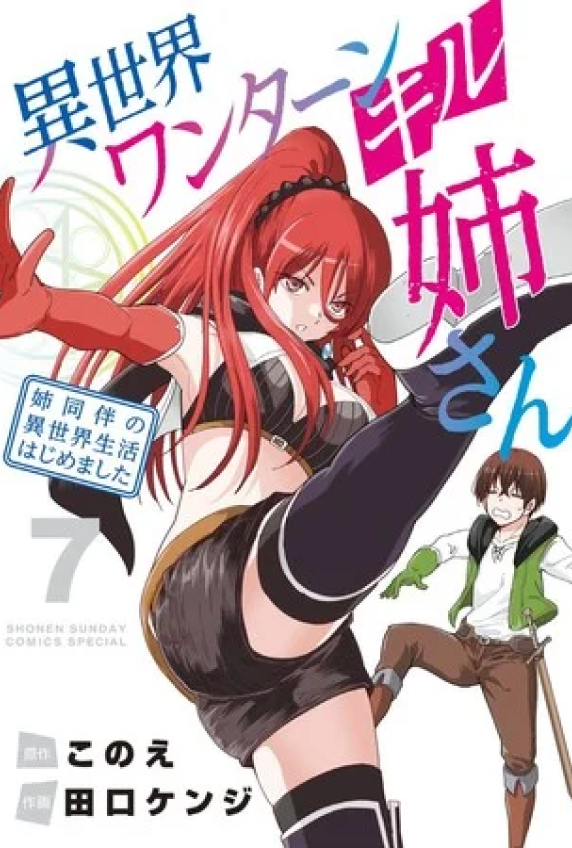 異世界
ワンターンキル
姉
さん
姉同伴の
異世界生活
はじめました
7
SHONEN SUNDAY
COMICS SPECIAL
原作 このえ
作画 田口ケンジ